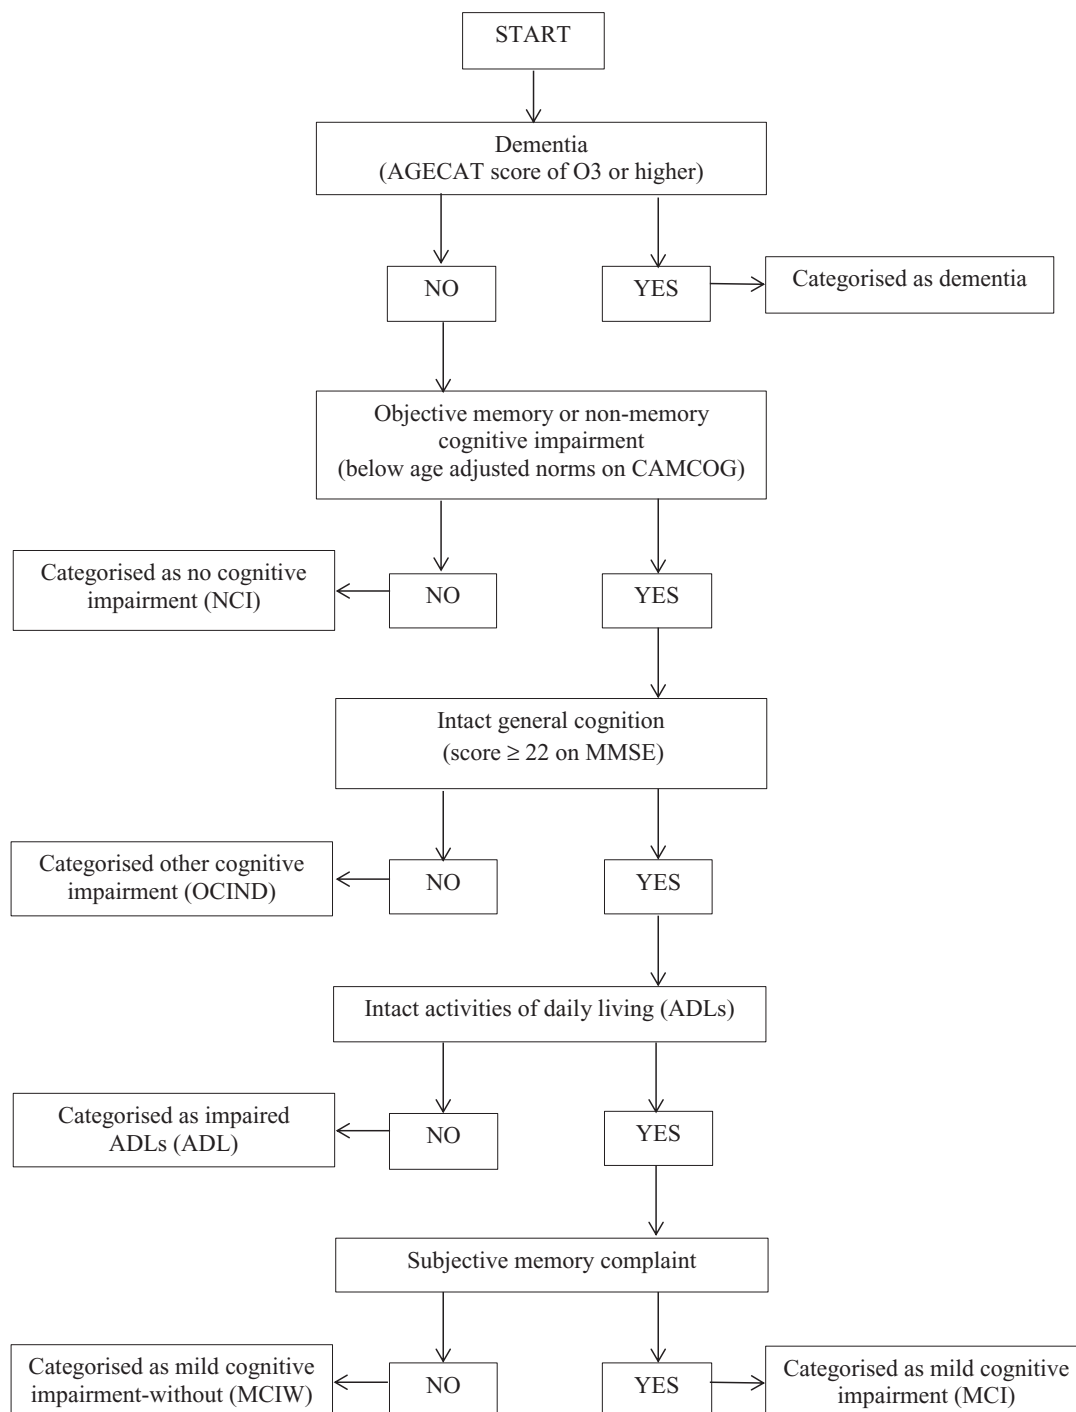 START
Dementia
(AGECAT score of O3 or higher)
NO
YES
Categorised as dementia
Objective memory or non-memory
cognitive impairment
(below age adjusted norms on CAMCOG)
Categorised as no cognitive
impairment (NCI)
NO
YES
Intact general cognition
(score ≥ 22 on MMSE)
Categorised other cognitive
impairment (OCIND)
NO
YES
Intact activities of daily living (ADLs)
Categorised as impaired
ADLs (ADL)
NO
YES
Subjective memory complaint
Categorised as mild cognitive
impairment-without (MCIW)
NO
YES
Categorised as mild cognitive
impairment (MCI)